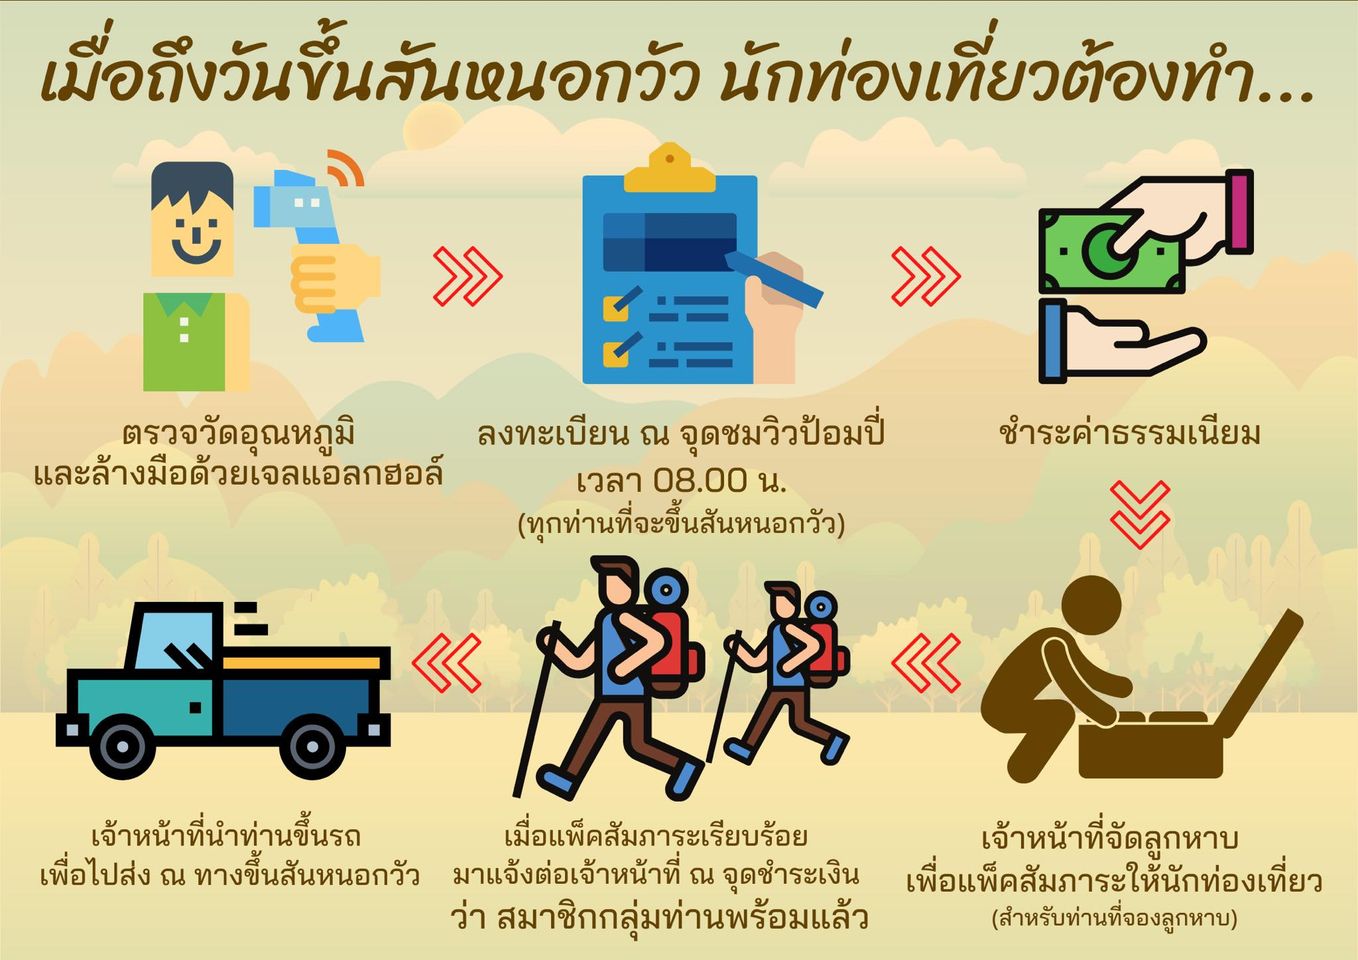 เมื่อถึงวันขึ้นสันหนอกวัว นักท่องเที่ยวต้องทำ...
ตรวจวัดอุณหภูมิ
และล้างมือด้วยเจลแอลกฮอล์
ลงทะเบียน ณ จุดชมวิวป้อมปี่
เวลา 08.00 น.
(ทุกท่านที่จะขึ้นสันหนอกวัว)
ชำระค่าธรรมเนียม
เจ้าหน้าที่จัดลูกหาบ
เพื่อแพ็คสัมภาระให้นักท่องเที่ยว
(สำหรับท่านที่จองลูกหาบ)
เมื่อแพ็คสัมภาระเรียบร้อย
มาแจ้งต่อเจ้าหน้าที่ ณ จุดชำระเงิน
ว่า สมาชิกกลุ่มท่านพร้อมแล้ว
เจ้าหน้าที่นำท่านขึ้นรถ
เพื่อไปส่ง ณ ทางขึ้นสันหนอกวัว